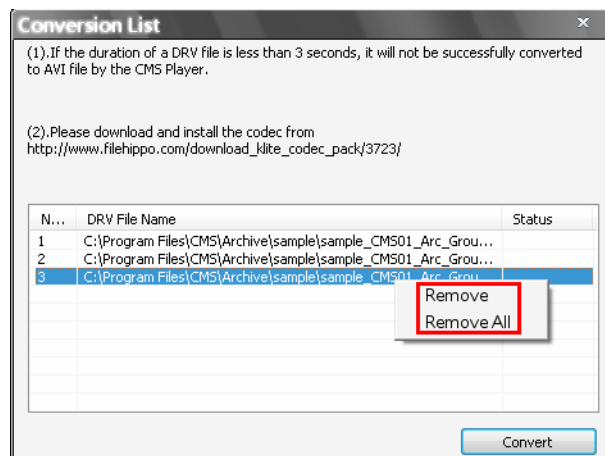 Conversion List
(1).If the duration of a DRV file is less than 3 seconds, it will not be successfully converted
to AVI file by the CMS Player.
(2).Please download and install the codec from
http://www.filehippo.com/download_klite_codec_pack/3723/
N... DRV File Name Status
1 C:\Program Files\CMS\Archive\sample\sample_CMS01_Arc_Grou...
2 C:\Program Files\CMS\Archive\sample\sample_CMS01_Arc_Grou...
3 C:\Program Files\CMS\Archive\sample\sample_CMS01_Arc_Grou
Remove
Remove All
Convert